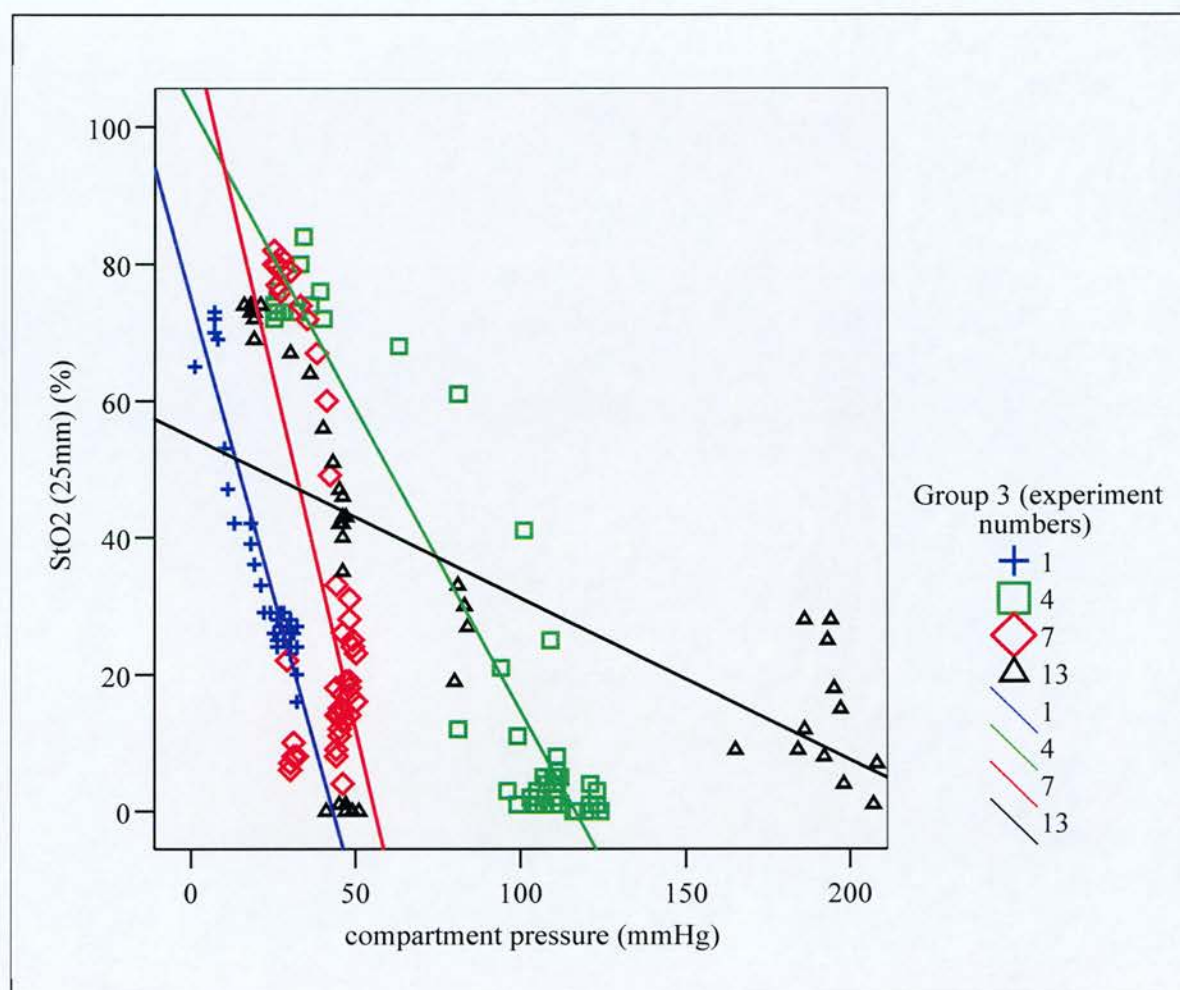 100
80
60
40
20
0
StO2 (25mm) (%)
0 50 100 150 200
compartment pressure (mmHg)
Group 3 (experiment
numbers)
1
4
7
13
1
4
7
13